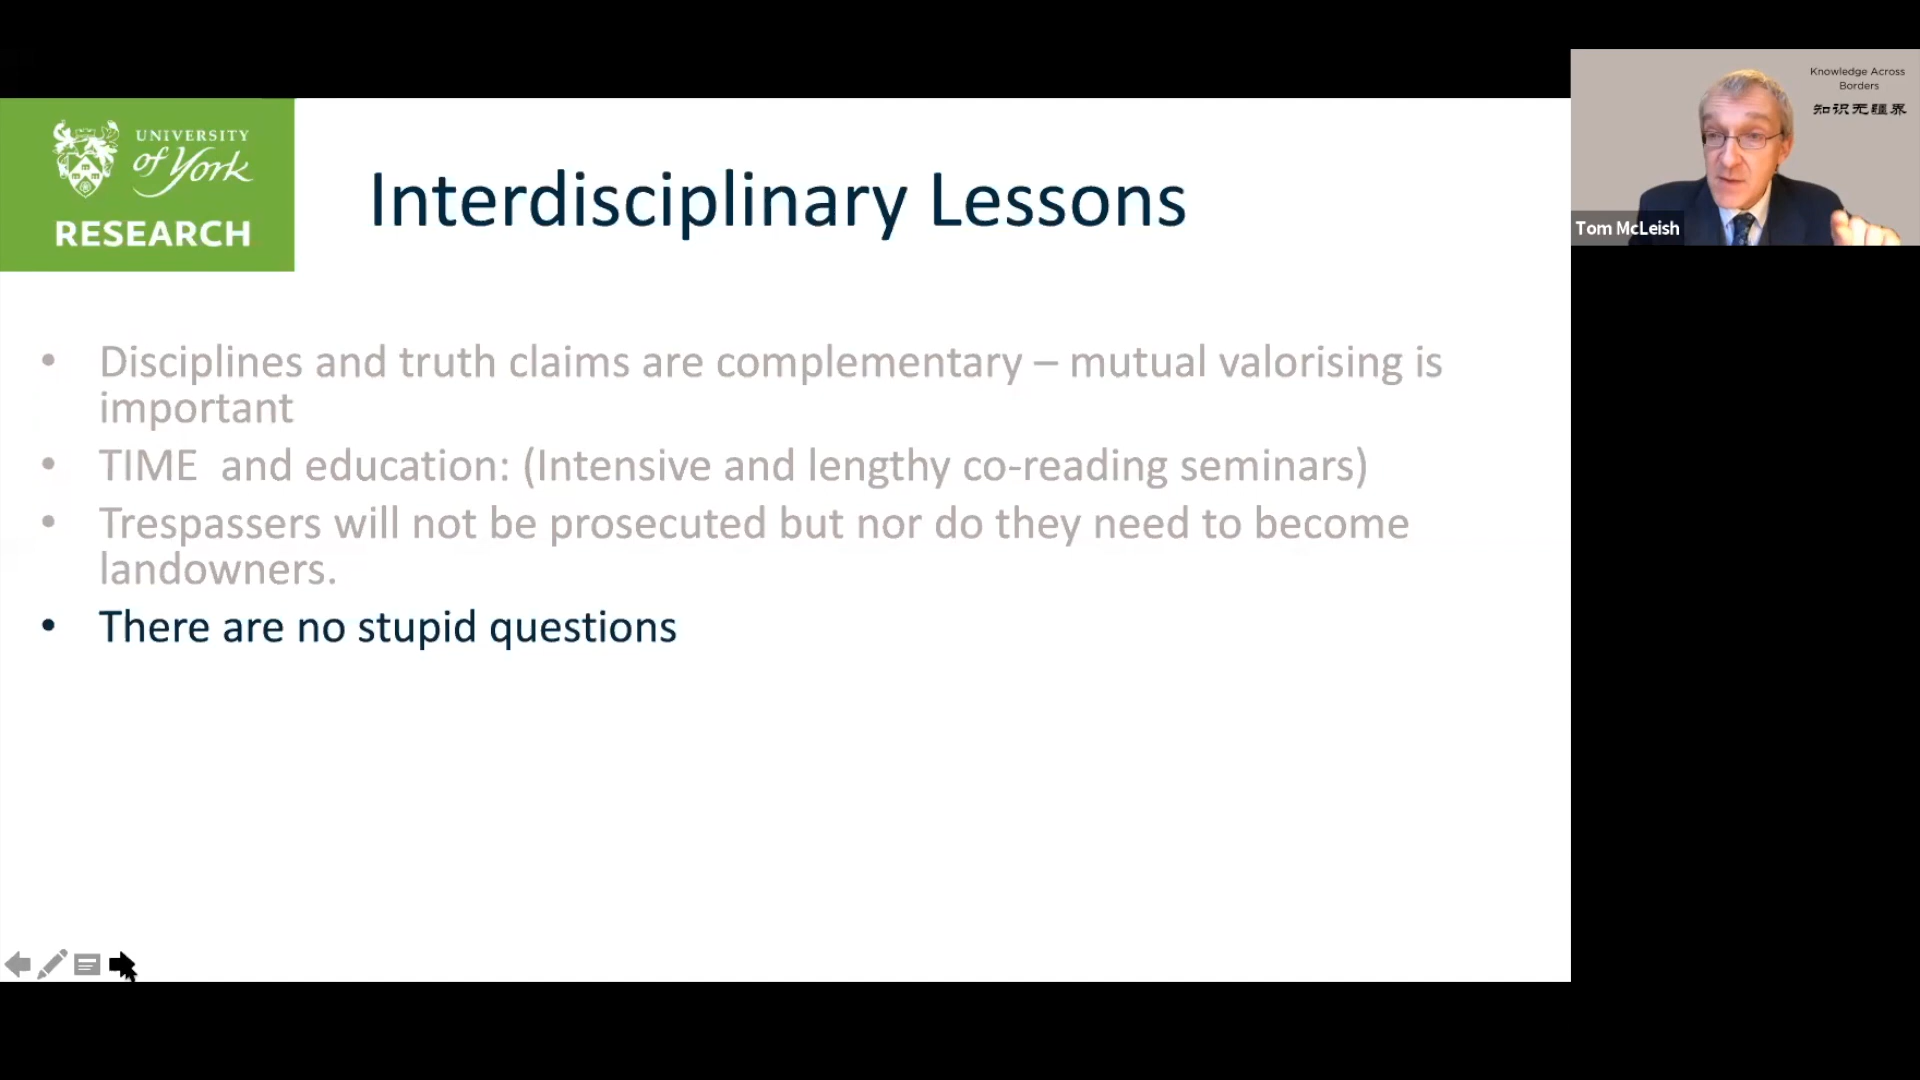 UNIVERSITY
of York
RESEARCH
Interdisciplinary Lessons
• Disciplines and truth claims are complementary – mutual valorising is
important
• TIME and education: (Intensive and lengthy co-reading seminars)
• Trespassers will not be prosecuted but nor do they need to become
landowners.
• There are no stupid questions
Knowledge Across
Borders
知识无疆界
Tom McLeish